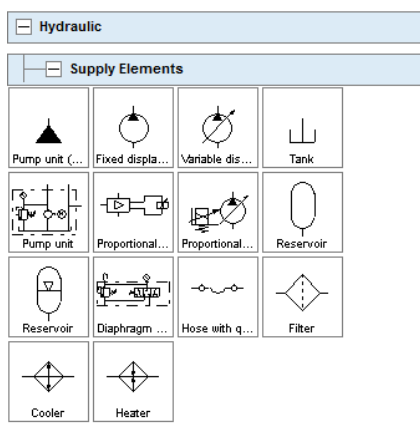 Hydraulic
Supply Elements
Pump unit (...
Fixed displa...
Variable dis...
Tank
Pump unit
Proportional...
Proportional...
Reservoir
Reservoir
Diaphragm ...
Hose with q...
Filter
Cooler
Heater